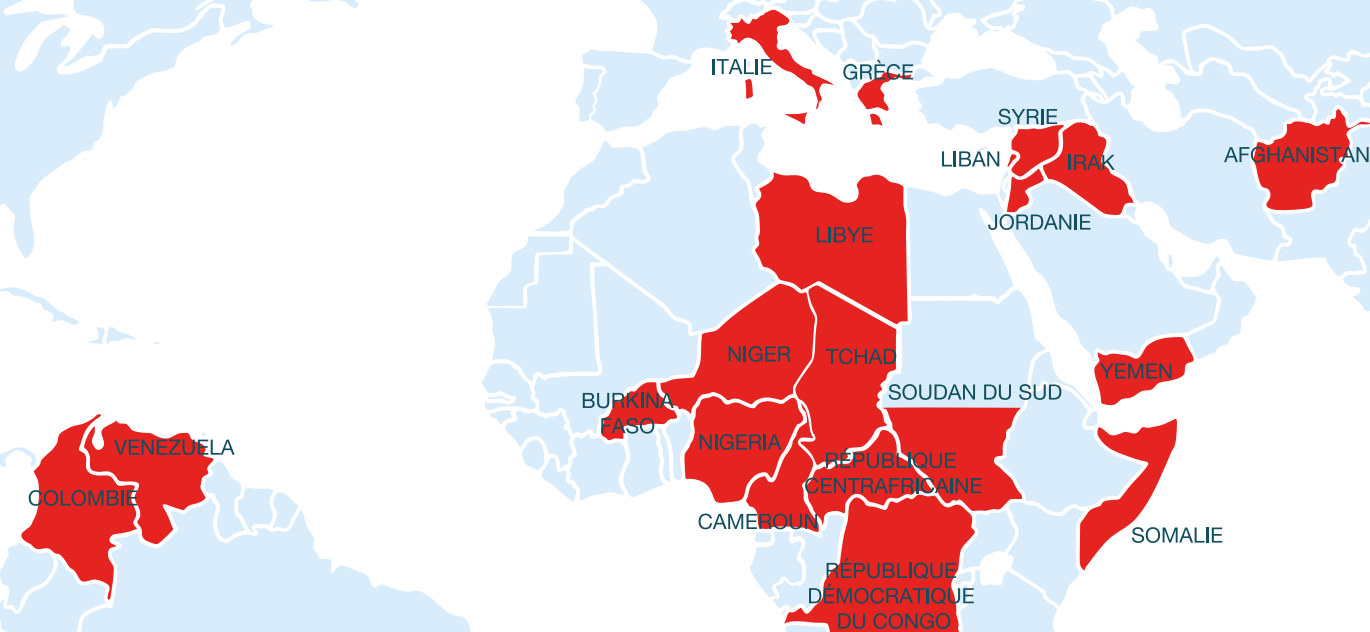 ITALIE
GRÈCE
SYRIE
LIBAN
IRAK
AFGHANISTAN
JORDANIE
LIBYE
NIGER
TCHAD
YEMEN
SOUDAN DU SUD
BURKINA
FASO
NIGERIA
VENEZUELA
COLOMBIE
RÉPUBLIQUE
CENTRAFRICAINE
CAMEROUN
SOMALIE
RÉPUBLIQUE
DÉMOCRATIQUE
DU CONGO